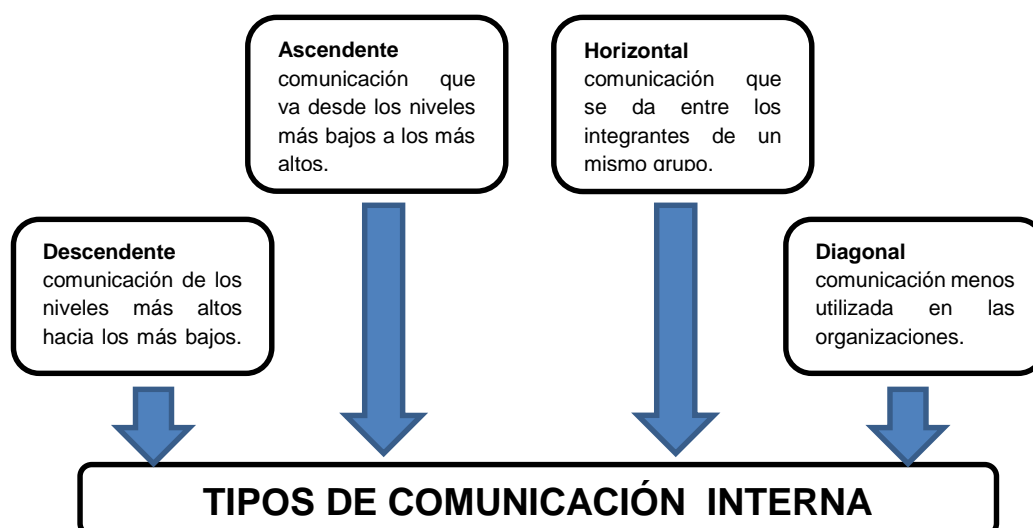 Ascendente
comunicación que
va desde los niveles
más bajos a los más
altos.
Horizontal
comunicación que
se da entre los
integrantes de un
mismo grupo.
Descendente
comunicación de los
niveles más altos
hacia los más bajos.
Diagonal
comunicación menos
utilizada en las
organizaciones.
TIPOS DE COMUNICACIÓN INTERNA